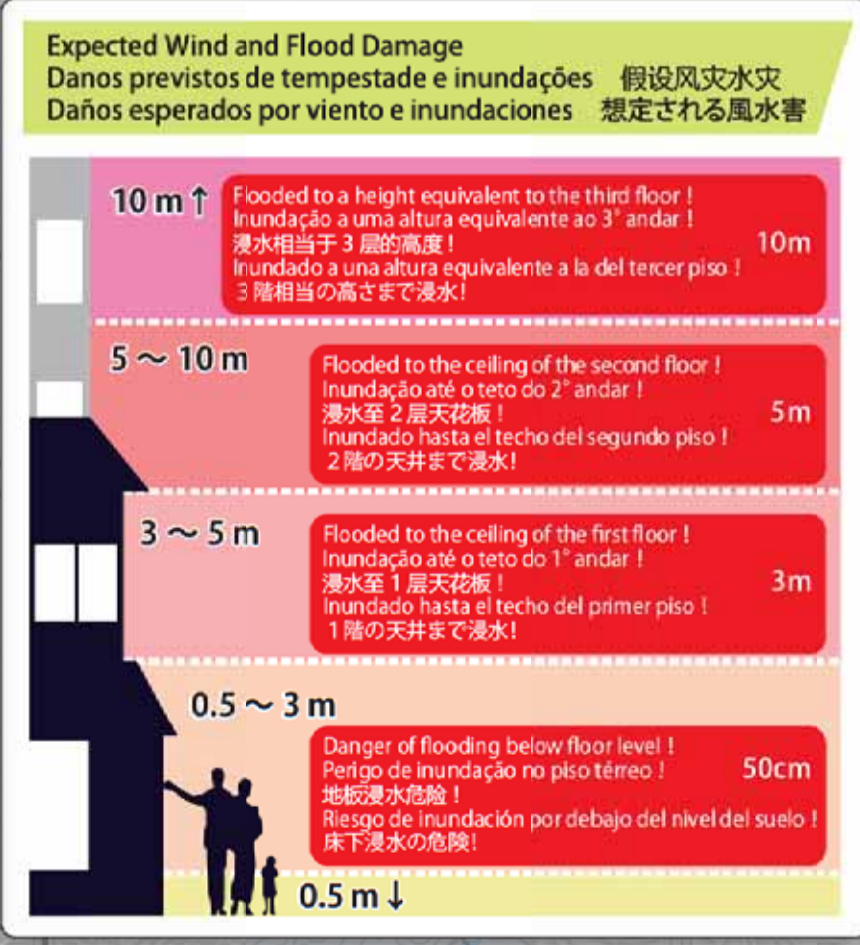 Expected Wind and Flood Damage
Danos previstos de tempestade e inundações 假设风灾水灾
Daños esperados por viento e inundaciones 想定される風水害
10 m↑
Flooded to a height equivalent to the third floor !
Inundação a uma altura equivalente ao 3° andar !
浸水相当于 3 层的高度 !
Inundado a una altura equivalente a la del tercer piso !
3 階相当の高さまで浸水!
10m
5 ～ 10 m
Flooded to the ceiling of the second floor !
Inundação até o teto do 2° andar !
浸水至 2 层天花板 !
Inundado hasta el techo del segundo piso !
2 階の天井まで浸水!
5m
3 ～ 5 m
Flooded to the ceiling of the first floor !
Inundação até o teto do 1° andar !
浸水至 1 层天花板 !
Inundado hasta el techo del primer piso !
1 階の天井まで浸水!
3m
0.5 ～ 3 m
Danger of flooding below floor level !
Perigo de inundação no piso térreo !
地板浸水危险 !
Riesgo de inundación por debajo del nivel del suelo !
床下浸水の危険!
50cm
0.5 m↓